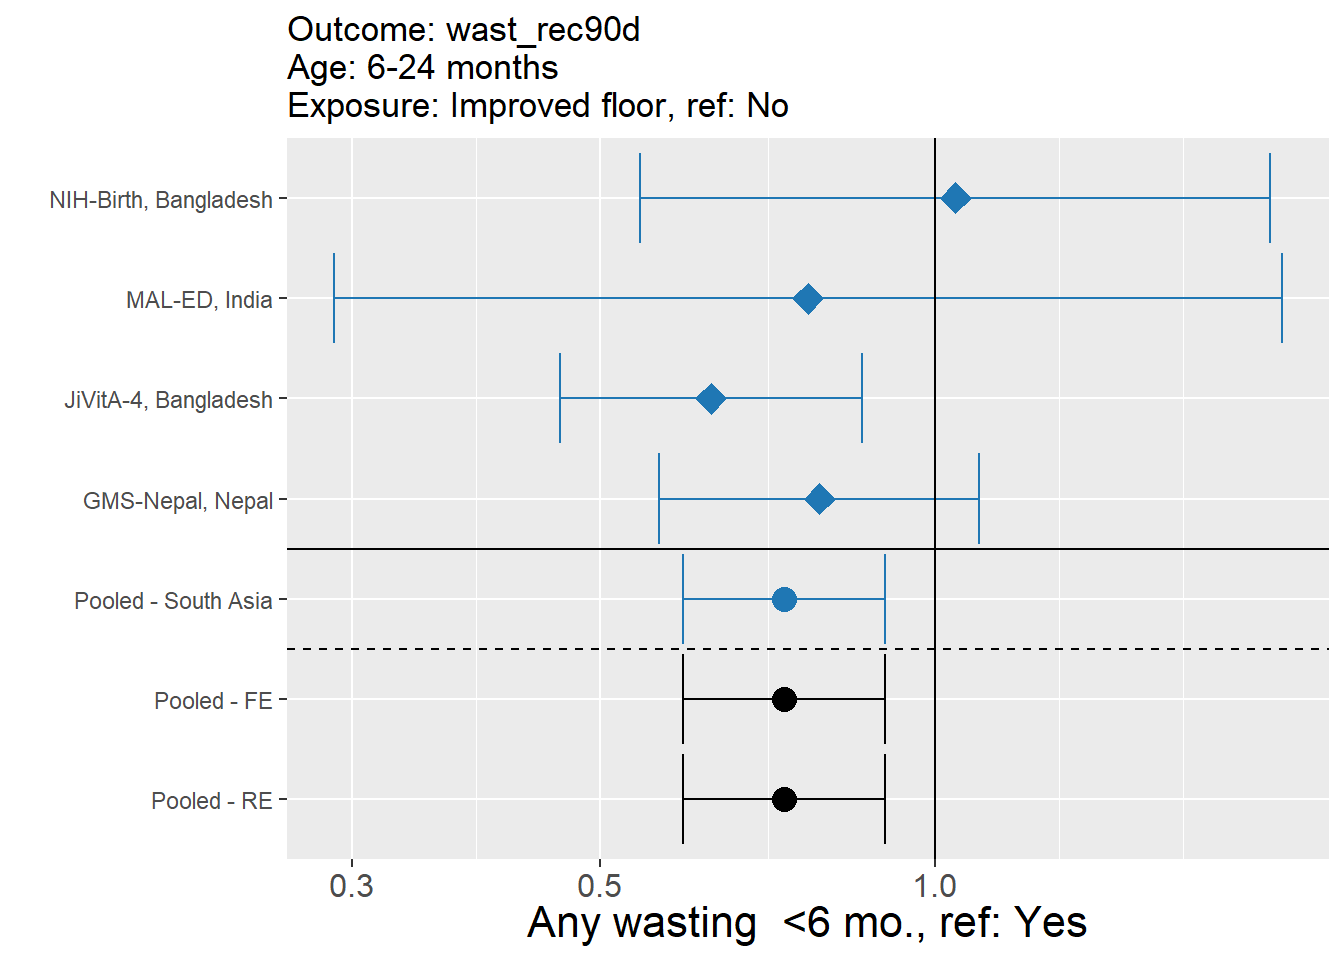 Outcome: wast_rec90d
Age: 6-24 months
Exposure: Improved floor, ref: No
NIH-Birth, Bangladesh
MAL-ED, India
JiVitA-4, Bangladesh
GMS-Nepal, Nepal
Pooled - South Asia
Pooled - FE
Pooled - RE
0.3 0.5 1.0
Any wasting  <6 mo., ref: Yes